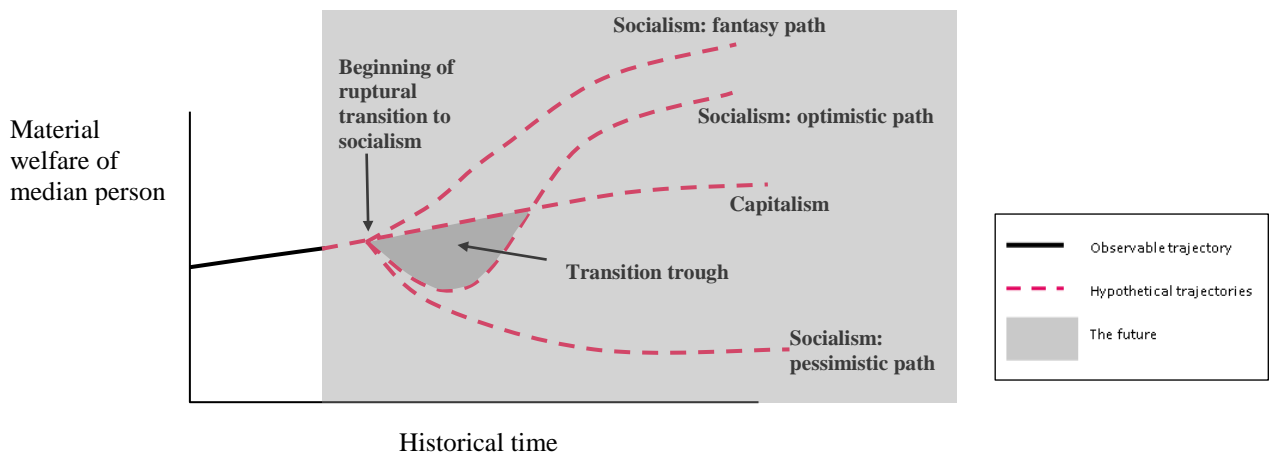 Socialism: fantasy path
Beginning of
ruptural
transition to
socialism
Material
welfare of
median person
Socialism: optimistic path
Capitalism
Transition trough
Socialism:
pessimistic path
Historical time
Observable trajectory
Hypothetical trajectories
The future